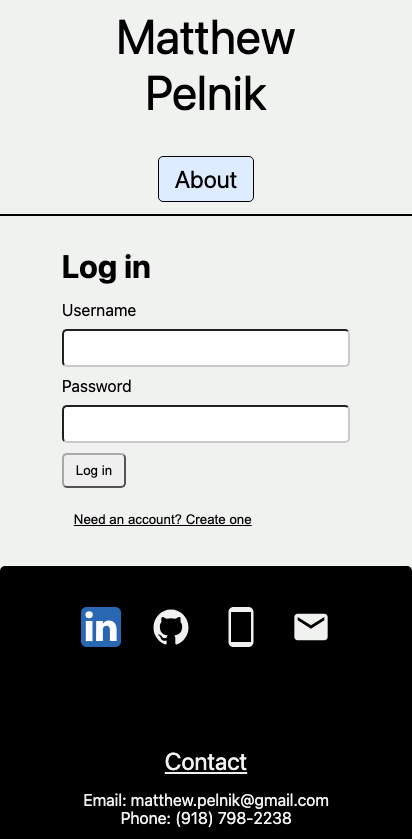 Matthew
Pelnik
About
Log in
Username
Password
Log in
Need an account? Create one
in
Contact
Email: matthew.pelnik@gmail.com
Phone: (918) 798-2238